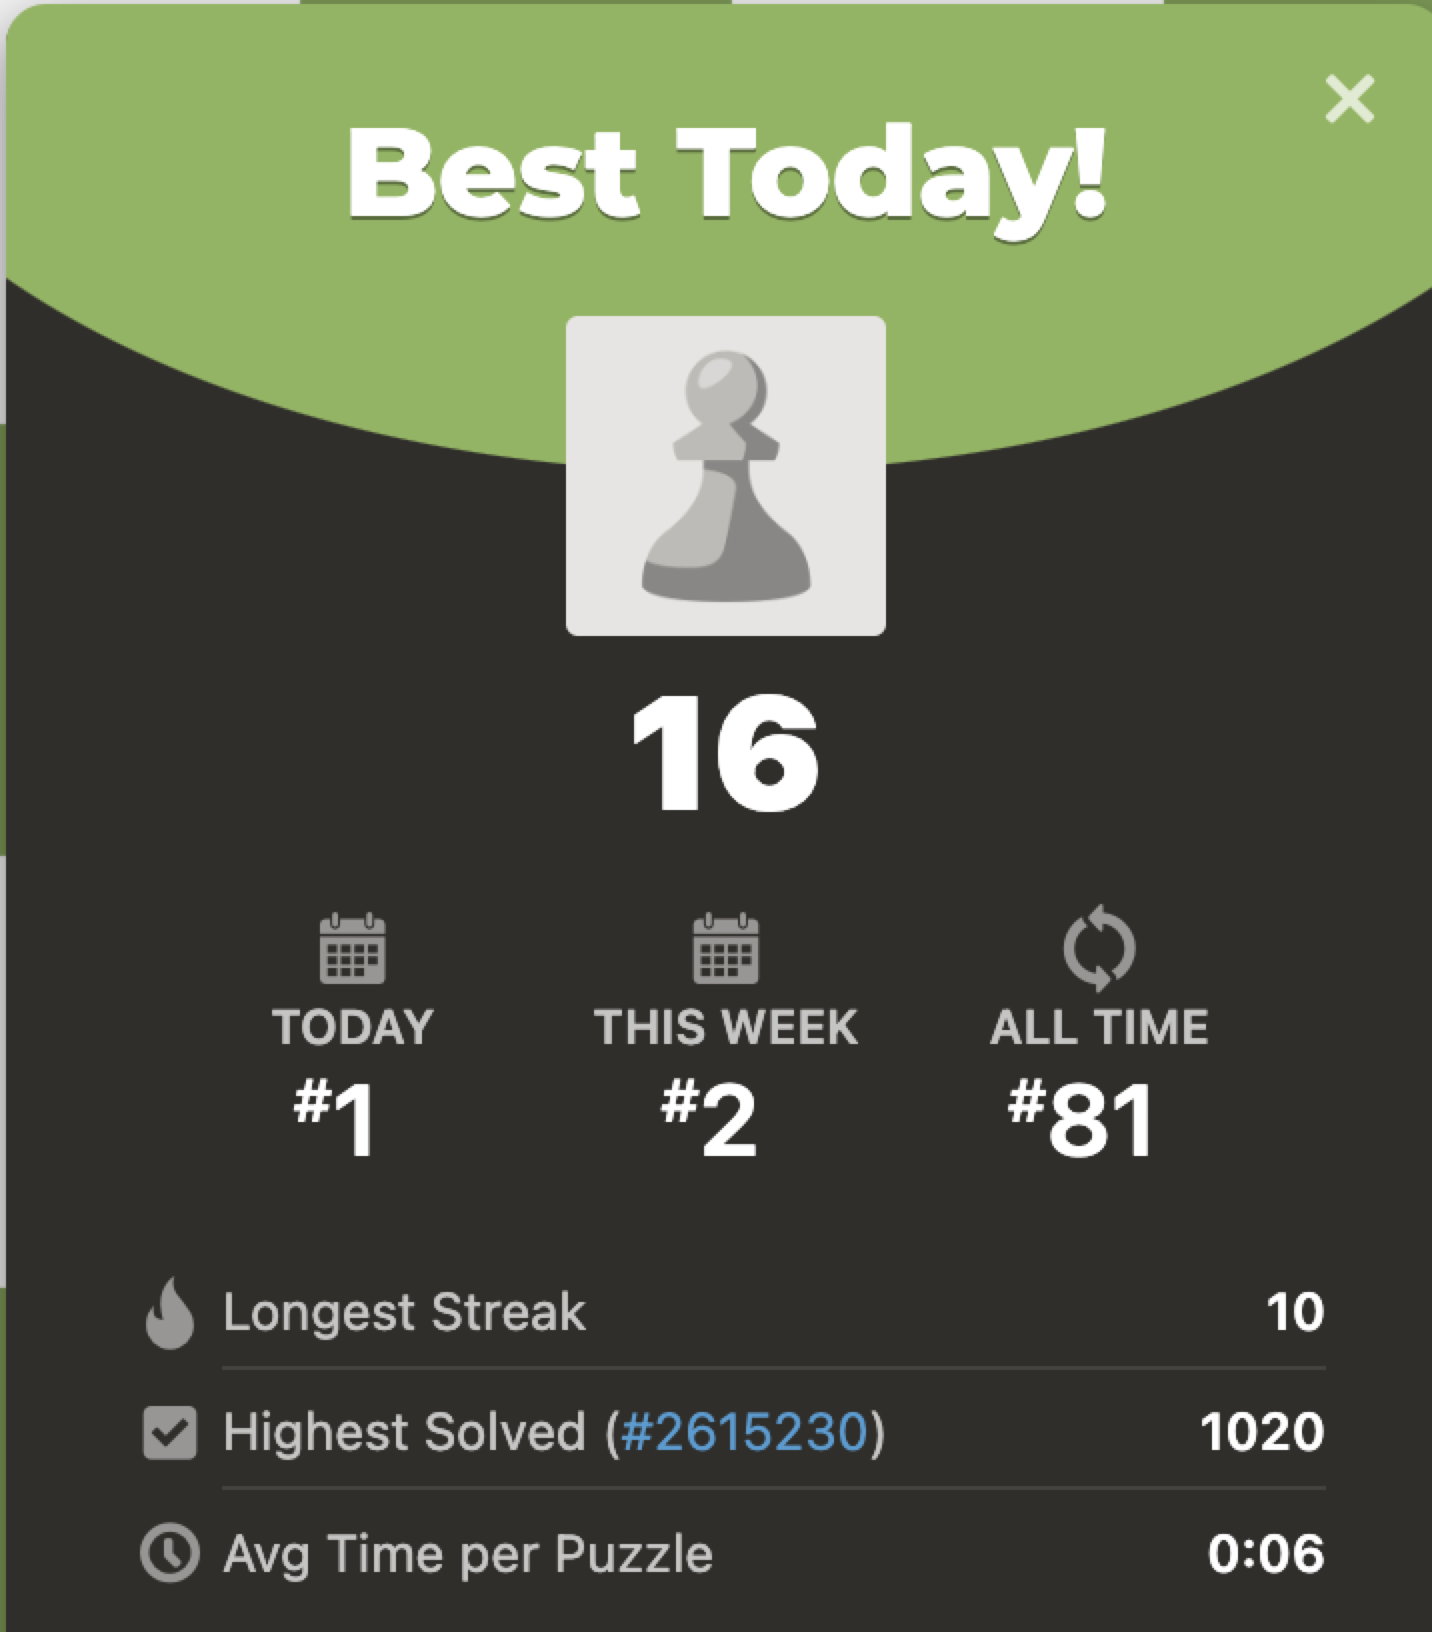 Best Today!
16
TODAY THIS WEEK ALL TIME
#1 #2 #81
Longest Streak 10
Highest Solved (#2615230) 1020
Avg Time per Puzzle 0:06